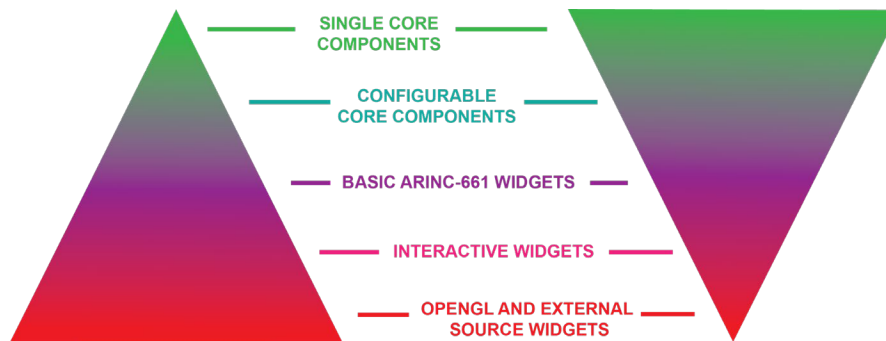 SINGLE CORE
COMPONENTS
CONFIGURABLE
CORE COMPONENTS
BASIC ARINC-661 WIDGETS
INTERACTIVE WIDGETS
OPENGL AND EXTERNAL
SOURCE WIDGETS